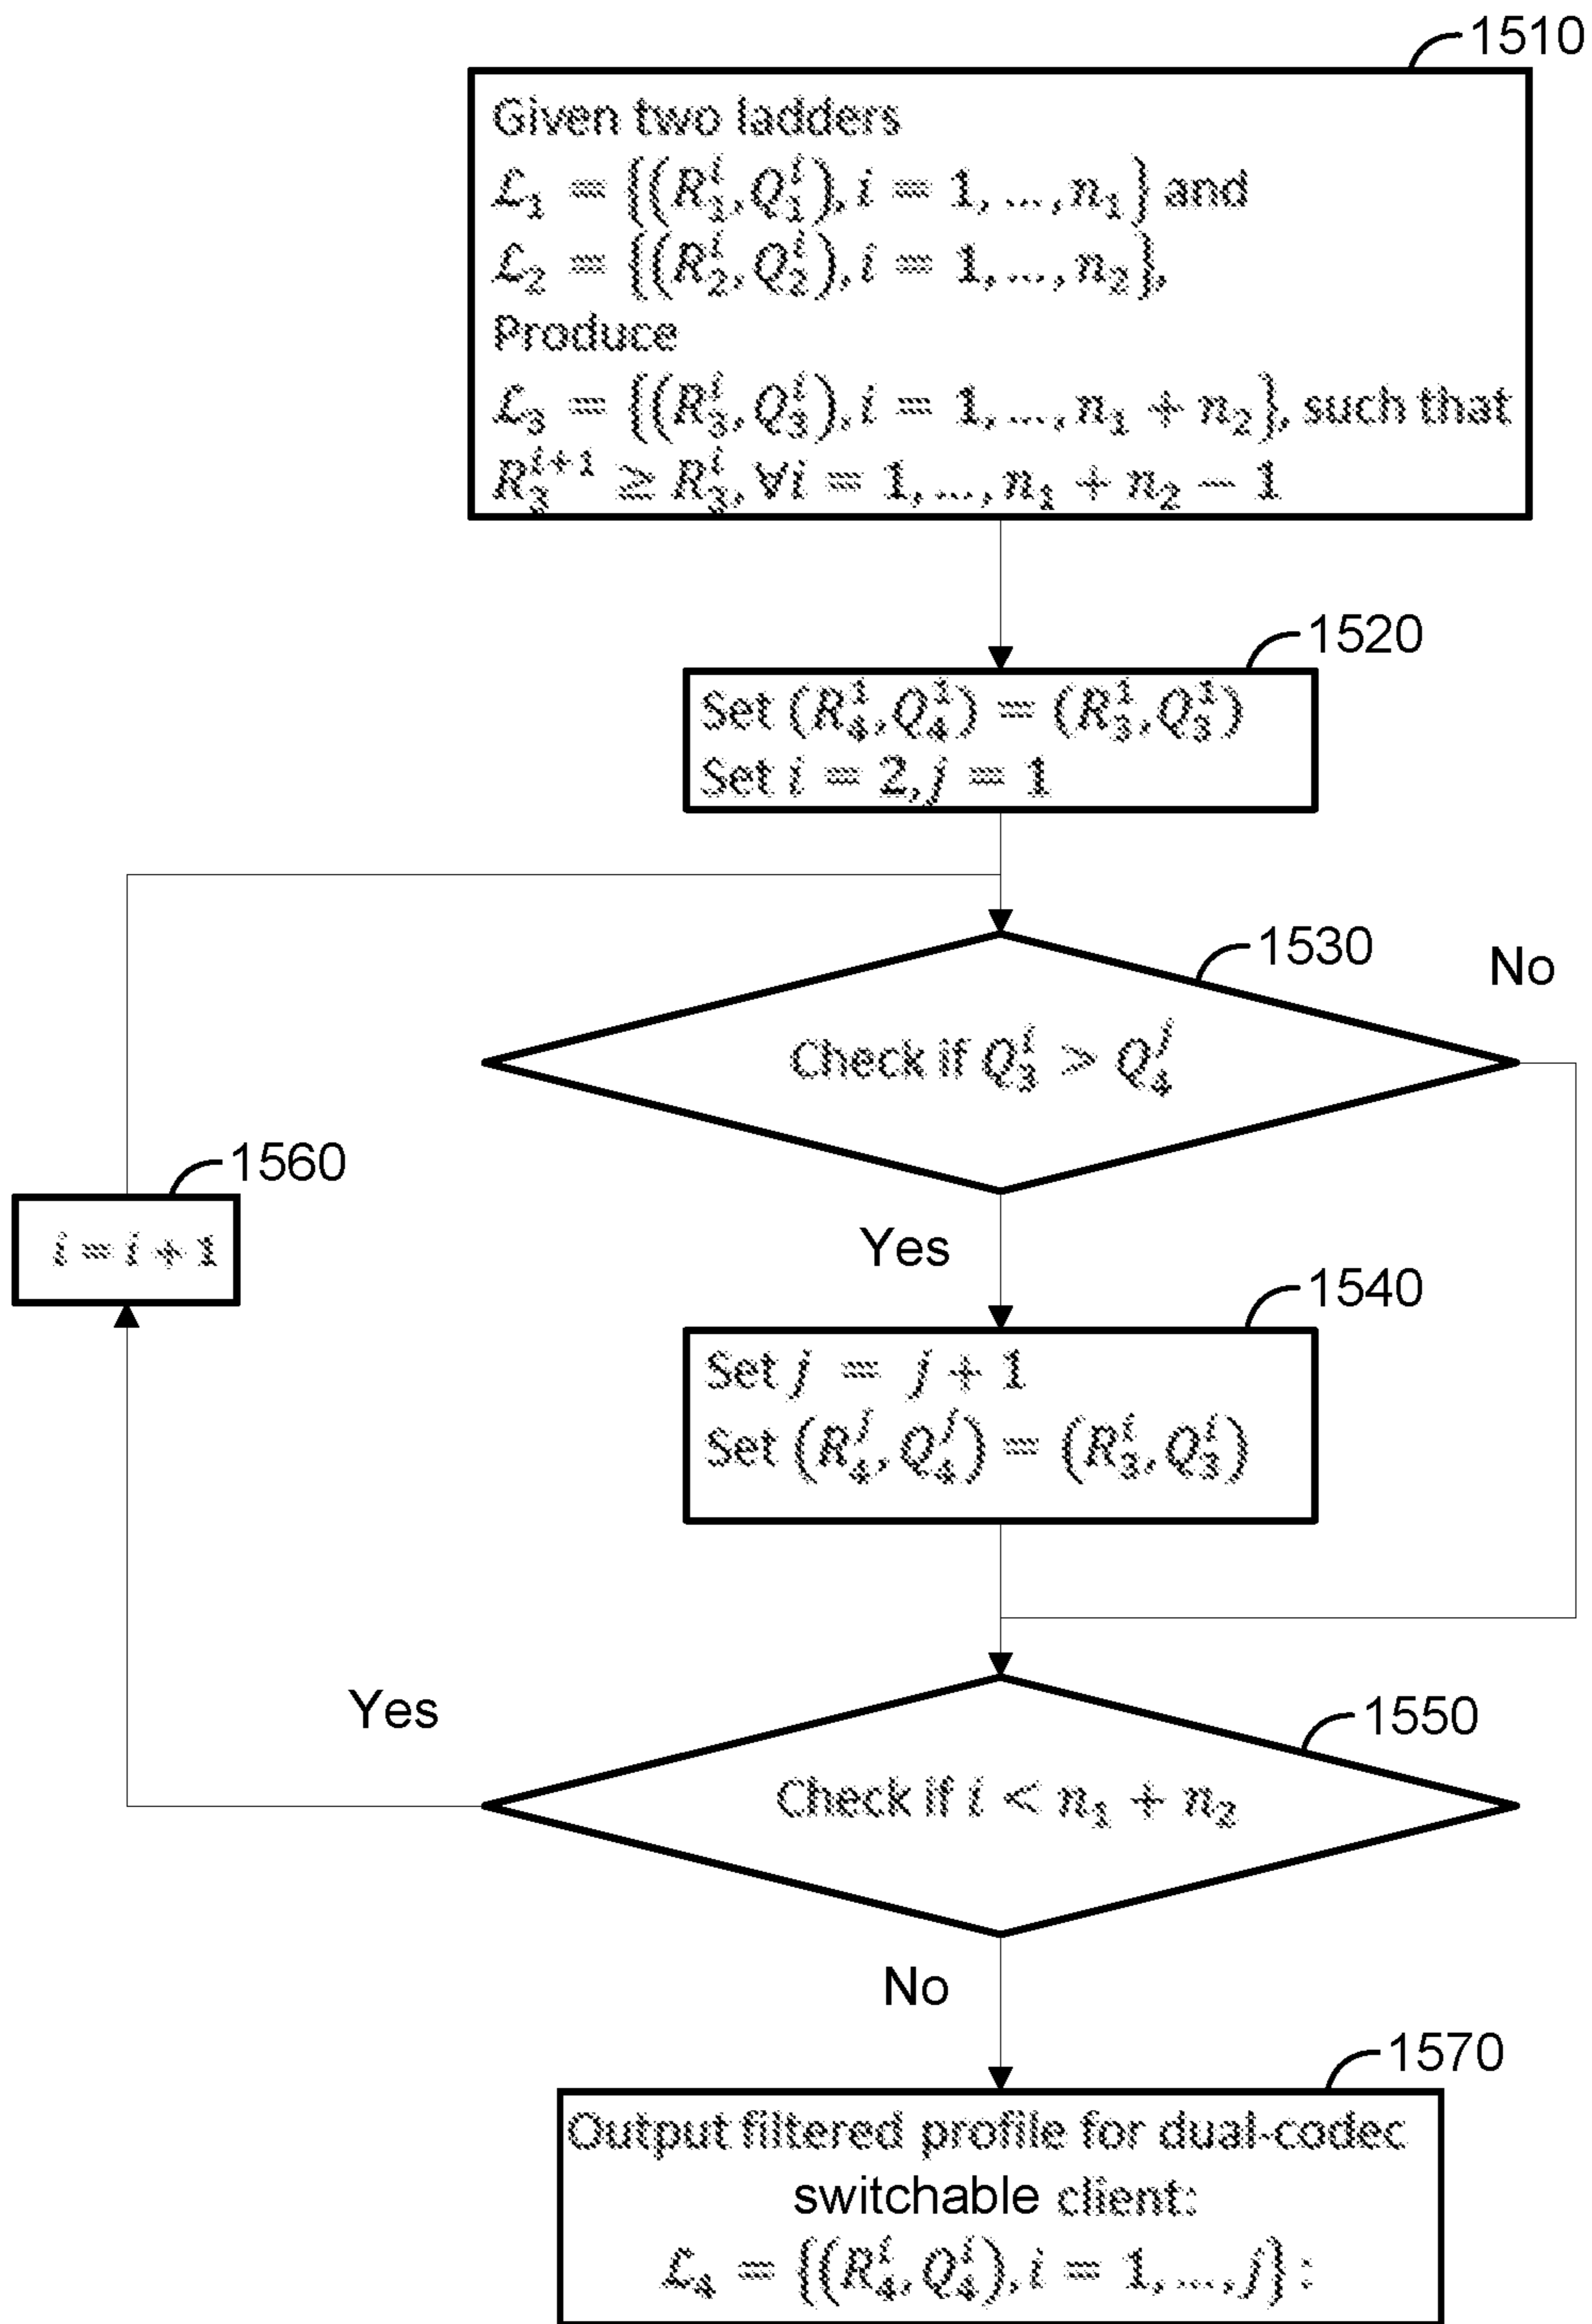 1510
Given two ladders
ℒ₁ = {(R₁ⁱ, Q₁ⁱ), i = 1, ..., n₁} and
ℒ₂ = {(R₂ⁱ, Q₂ⁱ), i = 1, ..., n₂},
Produce
ℒ₃ = {(R₃ⁱ, Q₃ⁱ), i = 1, ..., n₁ + n₂}, such that
R₃ⁱ⁺¹ ≥ R₃ⁱ, ∀i = 1, ..., n₁ + n₂ − 1
1520
Set (R₄¹, Q₄¹) = (R₃¹, Q₃¹)
Set i = 2, j = 1
1530
No
Check if Q₃ⁱ > Q₄ʲ
1560
i = i + 1
Yes
1540
Set j = j + 1
Set (R₄ʲ, Q₄ʲ) = (R₃ⁱ, Q₃ⁱ)
Yes
1550
Check if i < n₁ + n₂
No
1570
Output filtered profile for dual-codec
switchable client:
ℒ₄ = {(R₄ⁱ, Q₄ⁱ), i = 1, ..., j}: